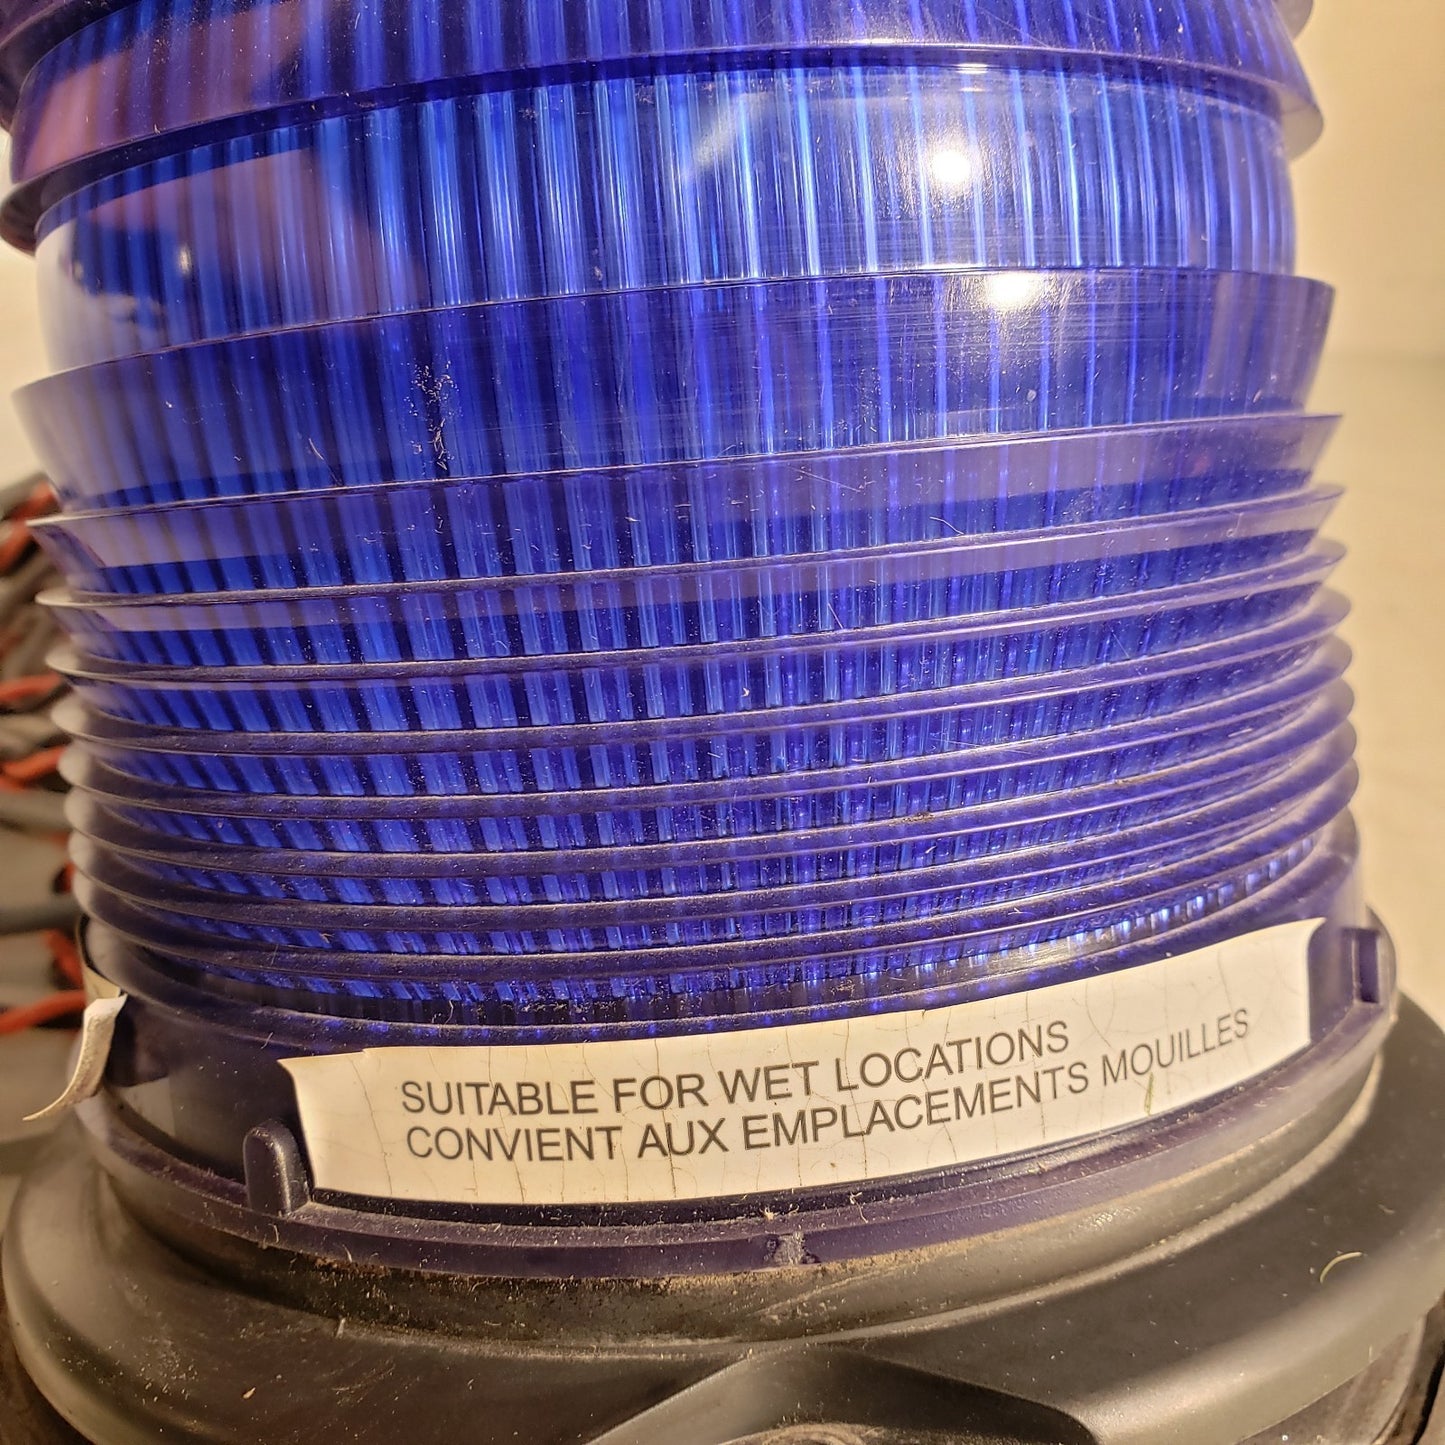 SUITABLE FOR WET LOCATIONS
CONVIENT AUX EMPLACEMENTS MOUILLES